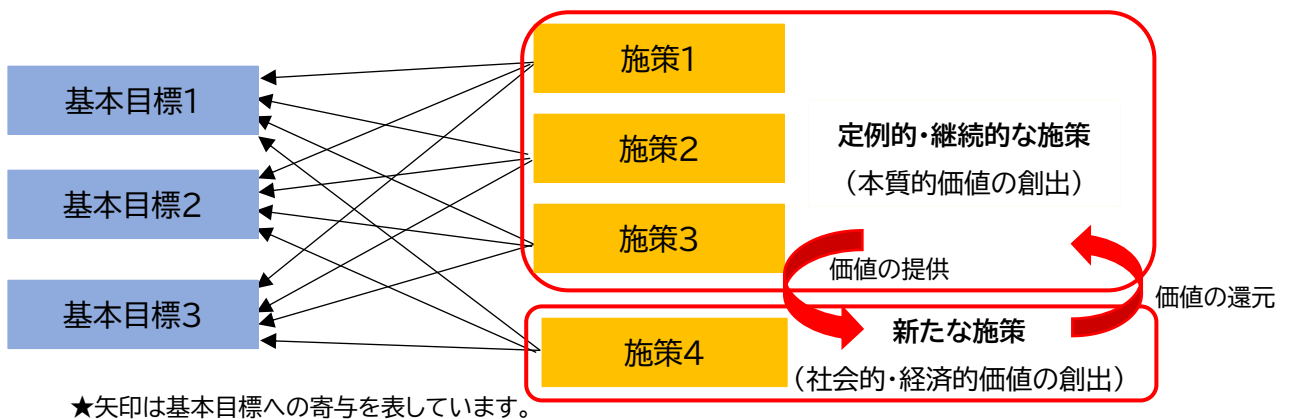 基本目標1
基本目標2
基本目標3
施策1
施策2
施策3
定例的・継続的な施策
（本質的価値の創出）
価値の提供
価値の還元
施策4
新たな施策
（社会的・経済的価値の創出）
★矢印は基本目標への寄与を表しています。